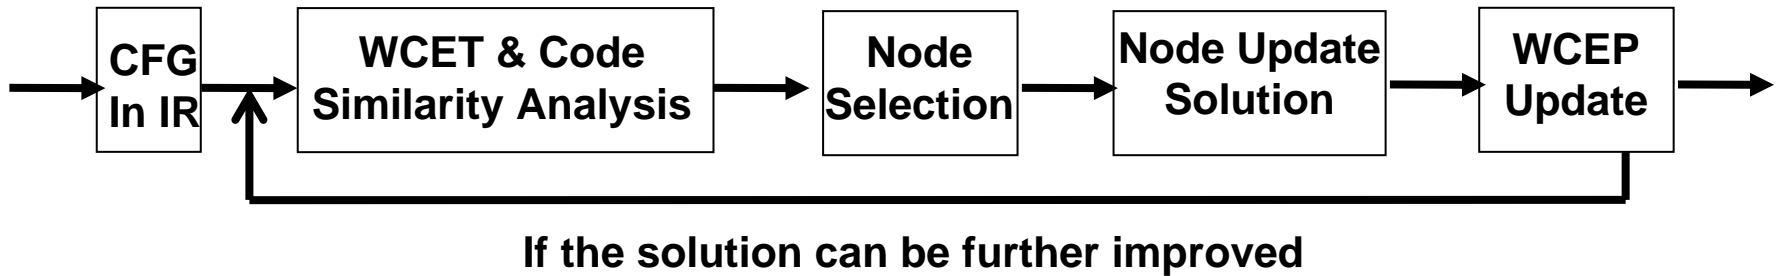 CFG
In IR
WCET & Code
Similarity Analysis
Node
Selection
Node Update
Solution
WCEP
Update
If the solution can be further improved